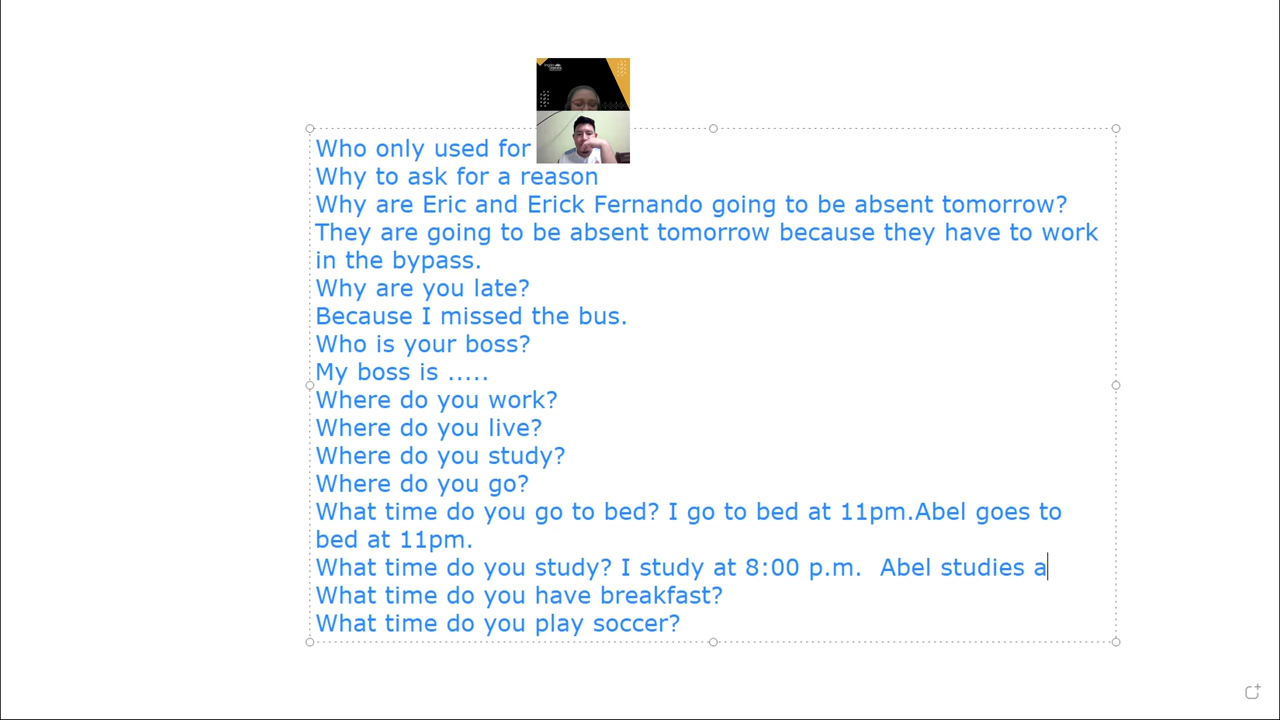 Who only used for
Why to ask for a reason
Why are Eric and Erick Fernando going to be absent tomorrow?
They are going to be absent tomorrow because they have to work
in the bypass.
Why are you late?
Because I missed the bus.
Who is your boss?
My boss is .....
Where do you work?
Where do you live?
Where do you study?
Where do you go?
What time do you go to bed? I go to bed at 11pm.Abel goes to
bed at 11pm.
What time do you study? I study at 8:00 p.m.  Abel studies a
What time do you have breakfast?
What time do you play soccer?